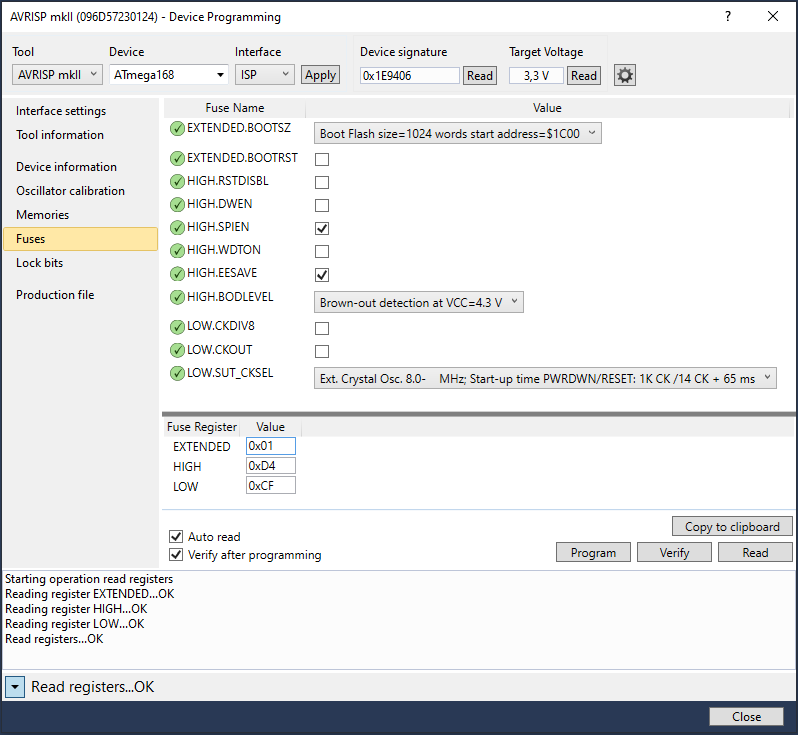 AVRISP mkII (096D57230124) - Device Programming
Tool Device Interface Device signature Target Voltage
AVRISP mkII ATmega168 ISP Apply 0x1E9406 Read 3,3 V Read
Interface settings
Tool information
Device information
Oscillator calibration
Memories
Fuses
Lock bits
Production file
Fuse Name Value
EXTENDED.BOOTSZ Boot Flash size=1024 words start address=$1C00
EXTENDED.BOOTRST
HIGH.RSTDISBL
HIGH.DWEN
HIGH.SPIEN
HIGH.WDTON
HIGH.EESAVE
HIGH.BODLEVEL Brown-out detection at VCC=4.3 V
LOW.CKDIV8
LOW.CKOUT
LOW.SUT_CKSEL Ext. Crystal Osc. 8.0- MHz; Start-up time PWRDWN/RESET: 1K CK /14 CK + 65 ms
Fuse Register Value
EXTENDED 0x01
HIGH 0xD4
LOW 0xCF
Copy to clipboard
Auto read
Verify after programming
Program Verify Read
Starting operation read registers
Reading register EXTENDED...OK
Reading register HIGH...OK
Reading register LOW...OK
Read registers...OK
Read registers...OK
Close